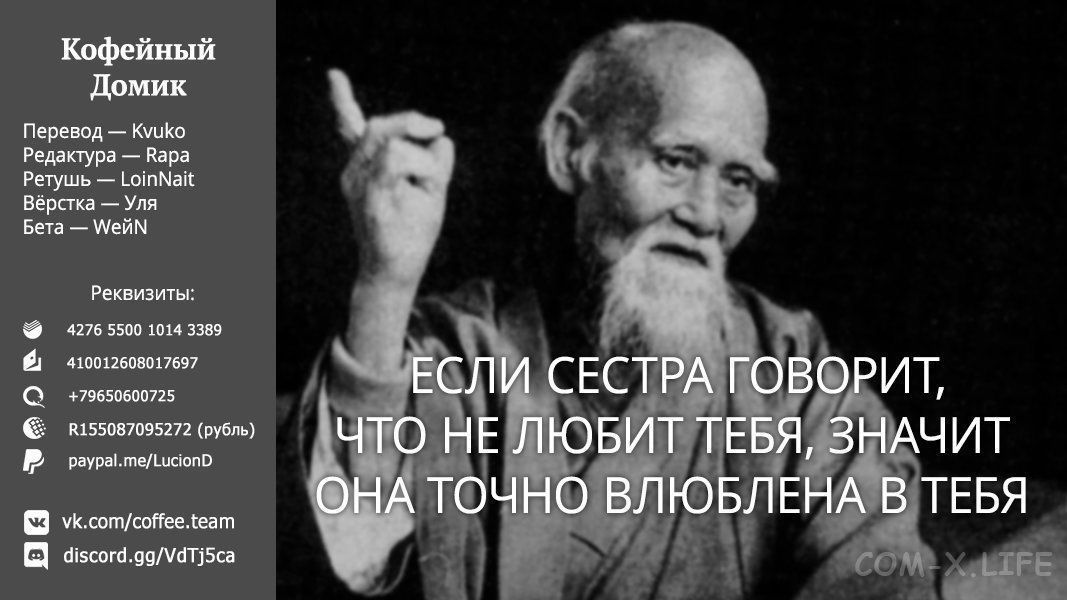 Кофейный
Домик
Перевод — Kvuko
Редактура — Rapa
Ретушь — LoinNait
Вёрстка — Уля
Бета — WейN
Реквизиты:
4276 5500 1014 3389
410012608017697
+79650600725
R155087095272 (рубль)
paypal.me/LucionD
vk.com/coffee.team
discord.gg/VdTj5ca
ЕСЛИ СЕСТРА ГОВОРИТ,
ЧТО НЕ ЛЮБИТ ТЕБЯ, ЗНАЧИТ
ОНА ТОЧНО ВЛЮБЛЕНА В ТЕБЯ
COM-X.LIFE